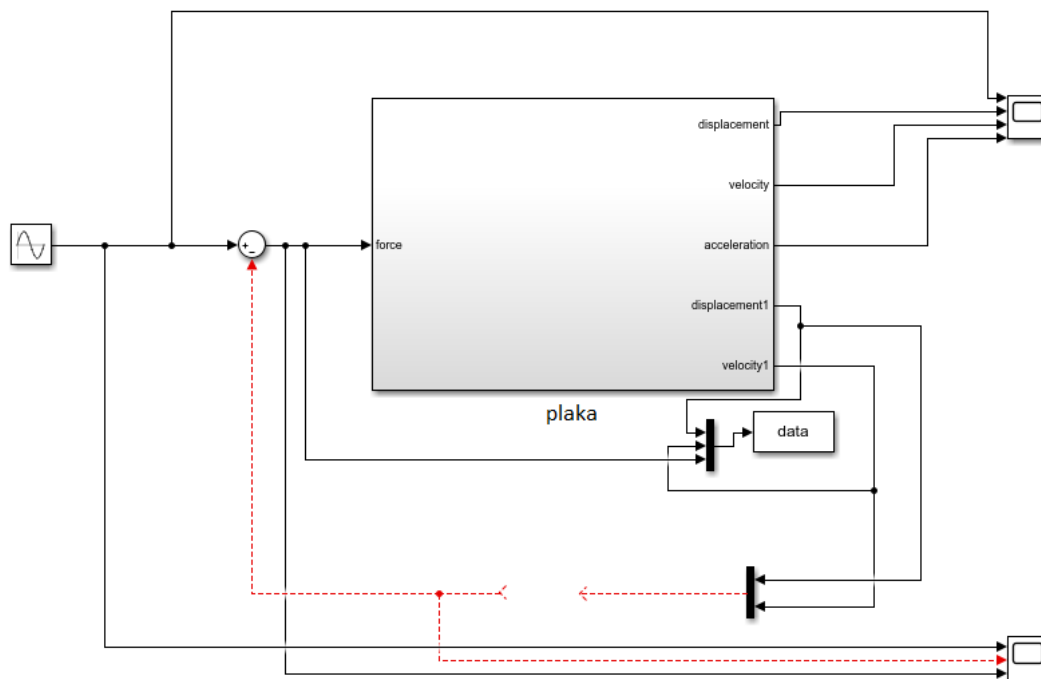 displacement
velocity
force
acceleration
displacement1
velocity1
plaka
data